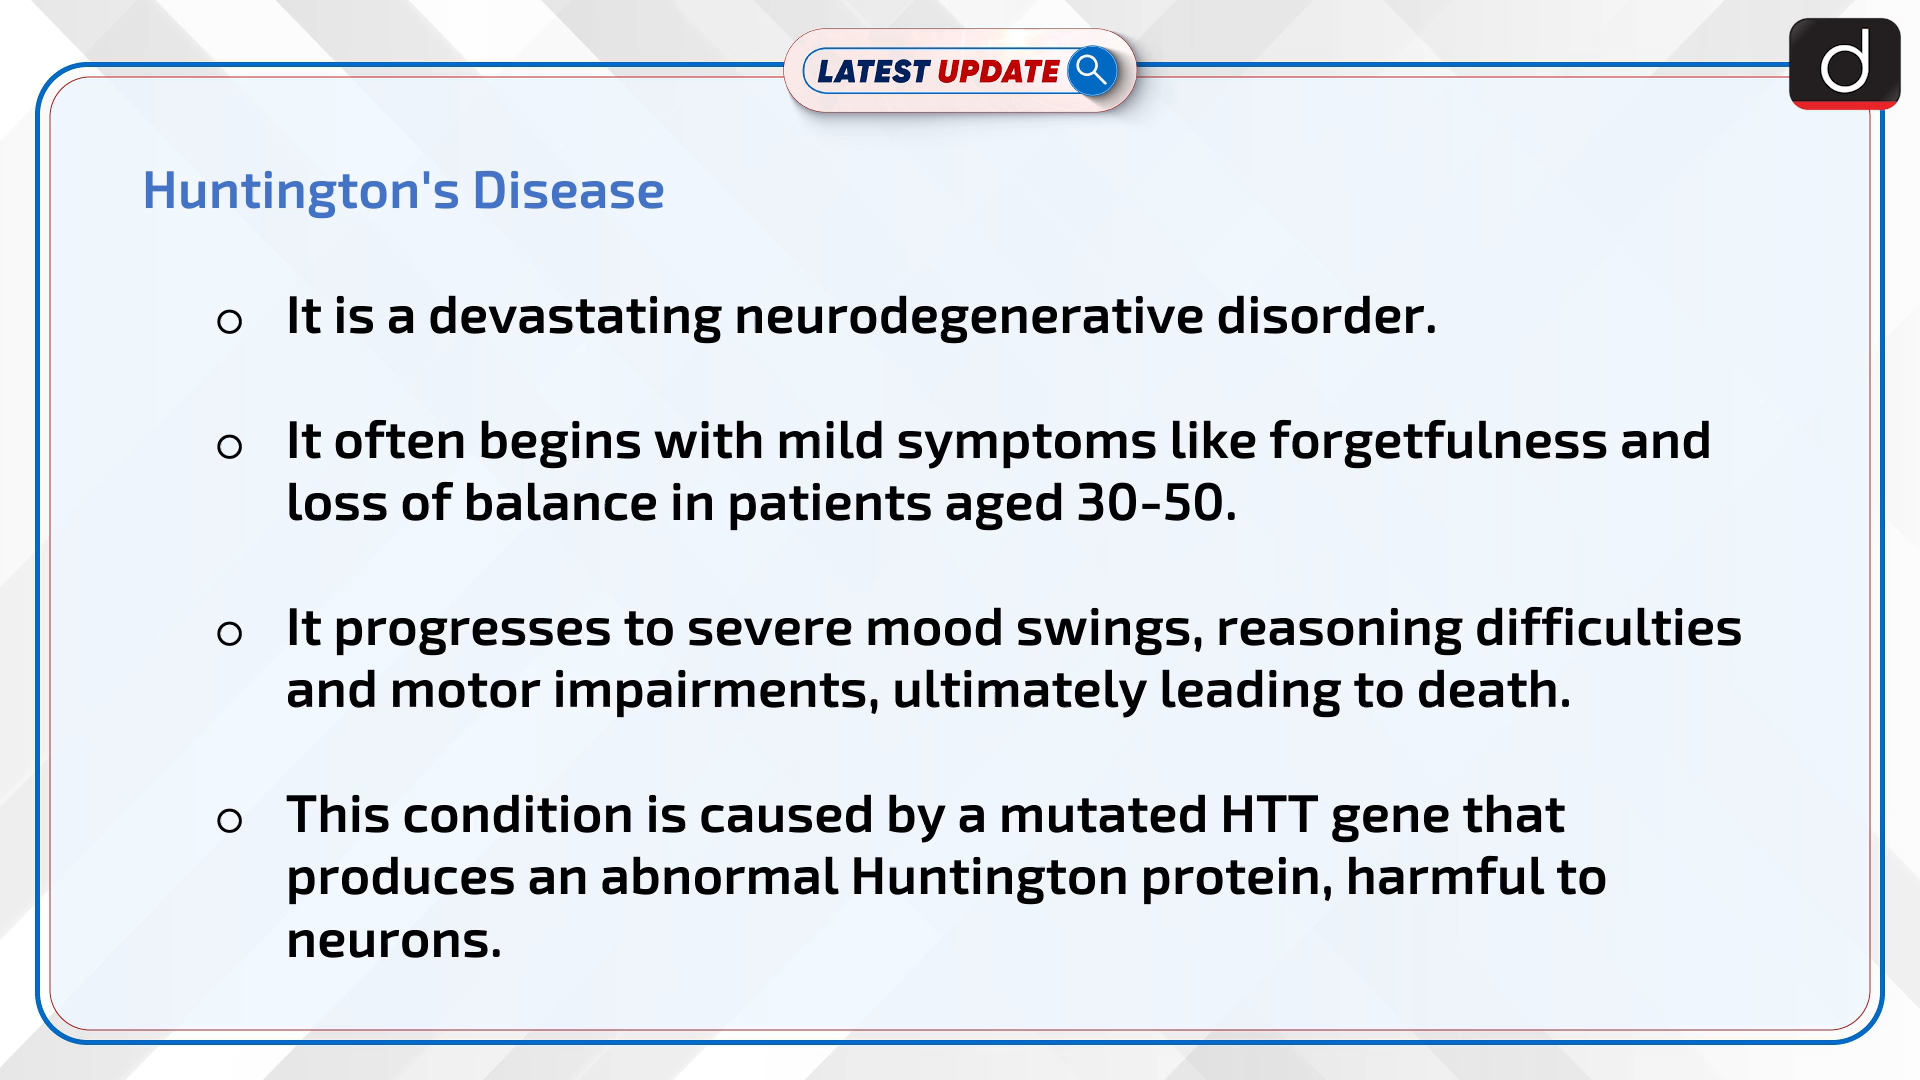 LATEST UPDATE
d
Huntington's Disease
It is a devastating neurodegenerative disorder.
It often begins with mild symptoms like forgetfulness and
loss of balance in patients aged 30-50.
It progresses to severe mood swings, reasoning difficulties
and motor impairments, ultimately leading to death.
This condition is caused by a mutated HTT gene that
produces an abnormal Huntington protein, harmful to
neurons.